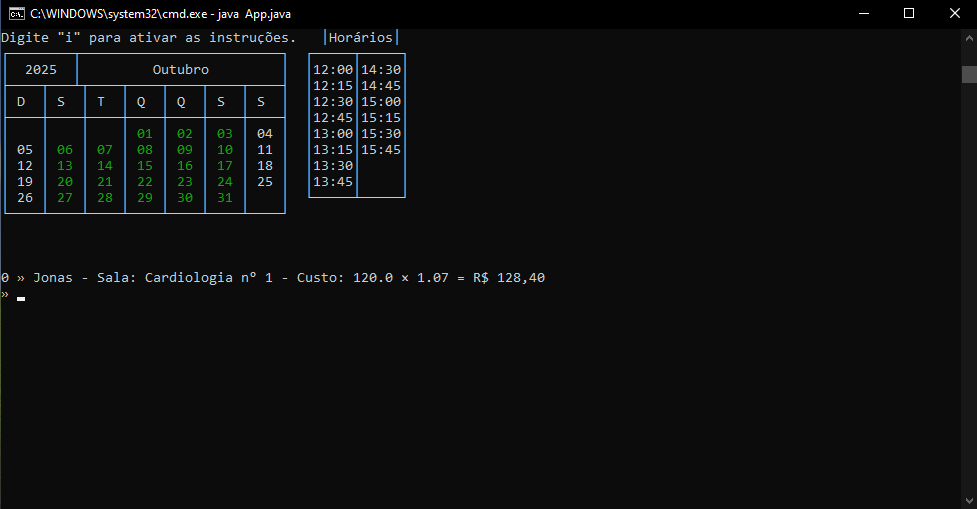 C:\WINDOWS\system32\cmd.exe - java App.java
Digite "i" para ativar as instruções. |Horários|
2025 Outubro
D S T Q Q S S
01 02 03 04
05 06 07 08 09 10 11
12 13 14 15 16 17 18
19 20 21 22 23 24 25
26 27 28 29 30 31
12:00 14:30
12:15 14:45
12:30 15:00
12:45 15:15
13:00 15:30
13:15 15:45
13:30
13:45
0 » Jonas - Sala: Cardiologia nº 1 - Custo: 120.0 × 1.07 = R$ 128,40
»